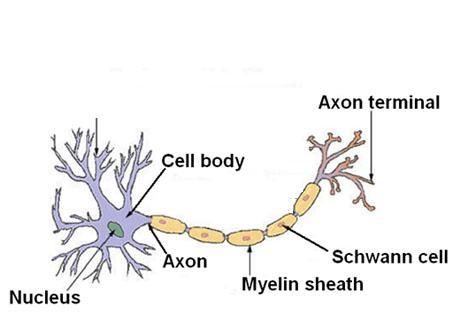 Axon terminal
Cell body
Axon
Schwann cell
Myelin sheath
Nucleus